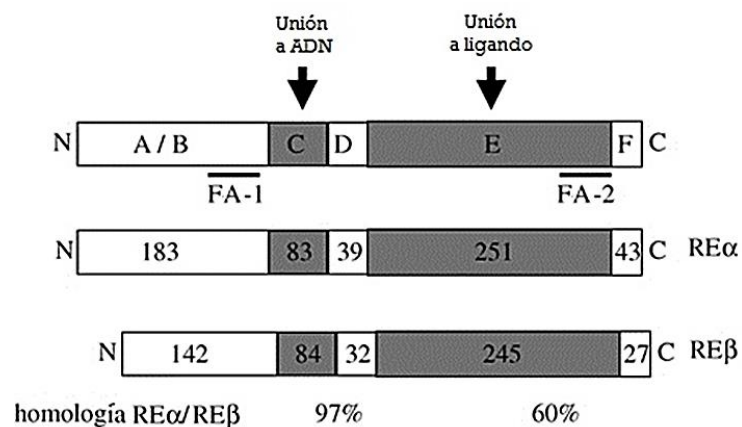 Unión Unión
a ADN a ligando
N A / B C D E F C
FA-1 FA-2
N 183 83 39 251 43 C REα
N 142 84 32 245 27 C REβ
homología REα/REβ 97% 60%